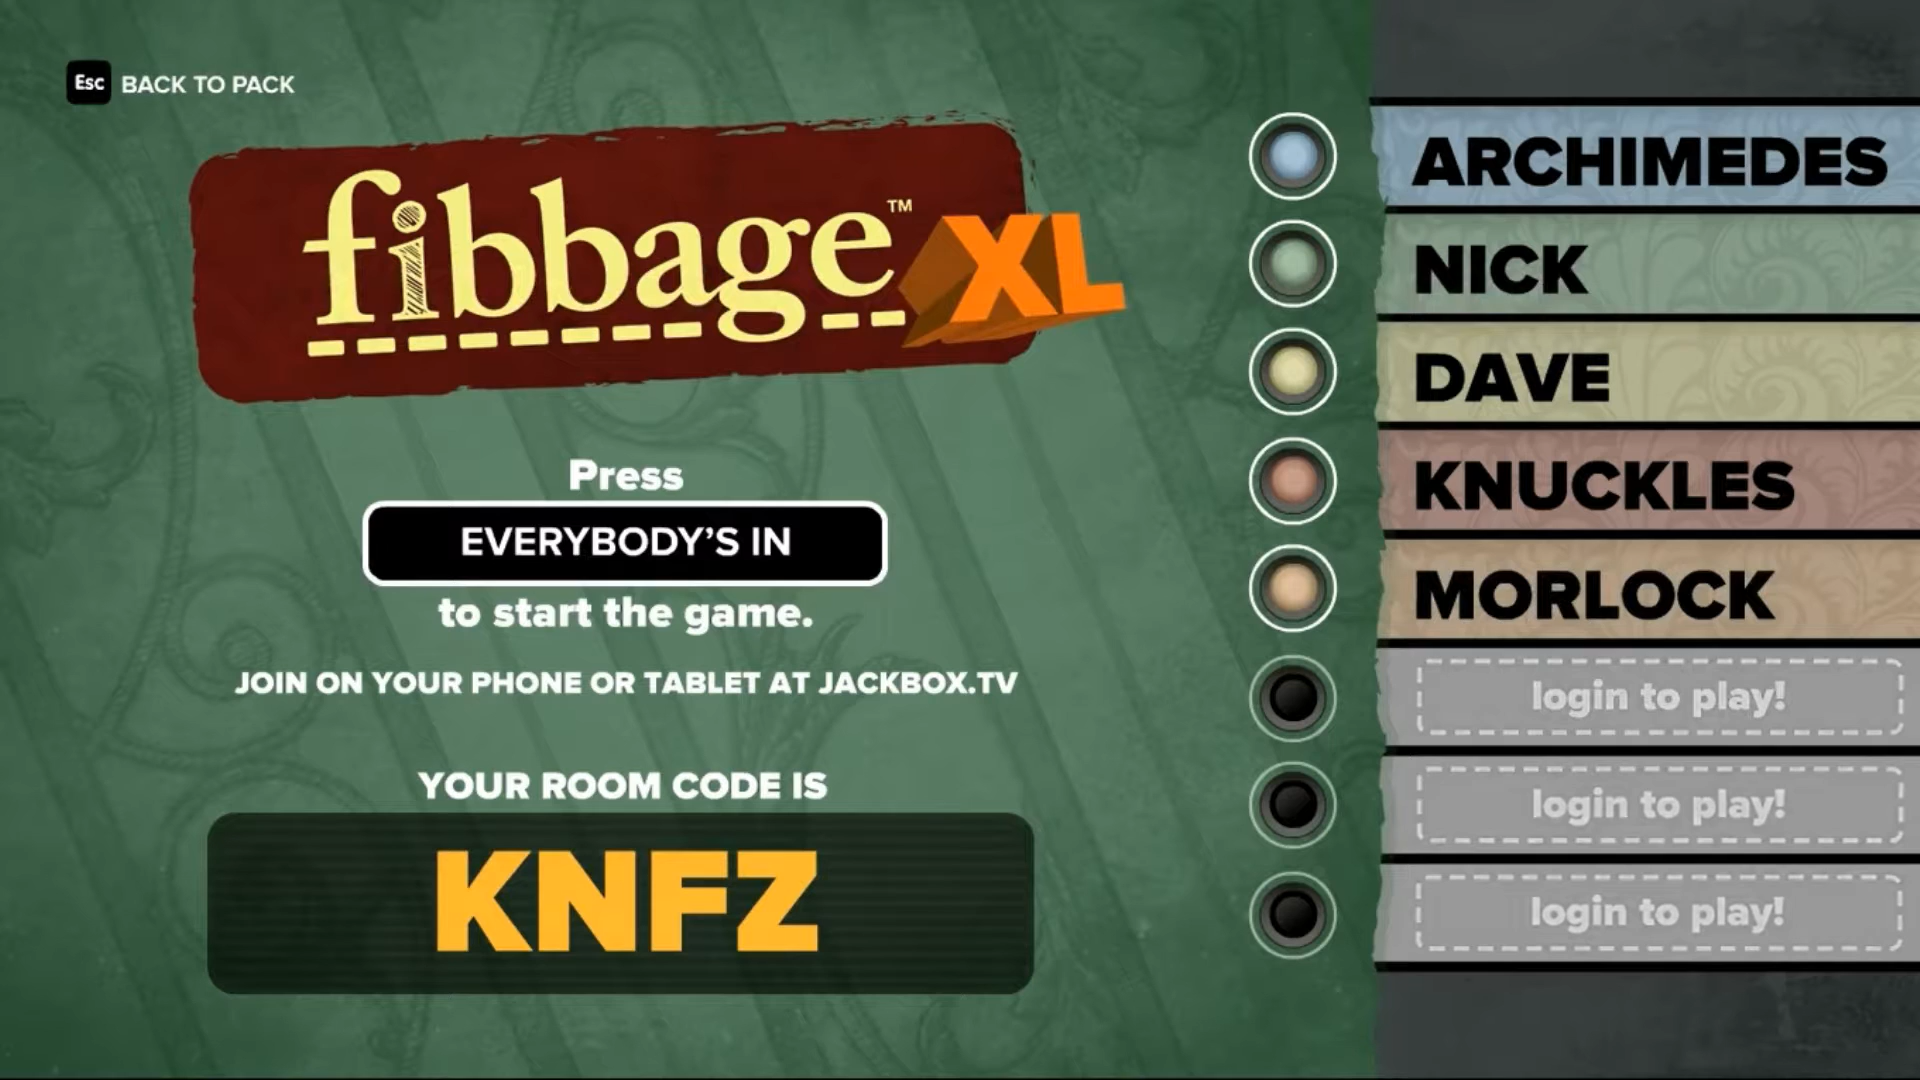 Esc BACK TO PACK
fibbage™ XL
Press
EVERYBODY'S IN
to start the game.
JOIN ON YOUR PHONE OR TABLET AT JACKBOX.TV
YOUR ROOM CODE IS
KNFZ
ARCHIMEDES
NICK
DAVE
KNUCKLES
MORLOCK
login to play!
login to play!
login to play!